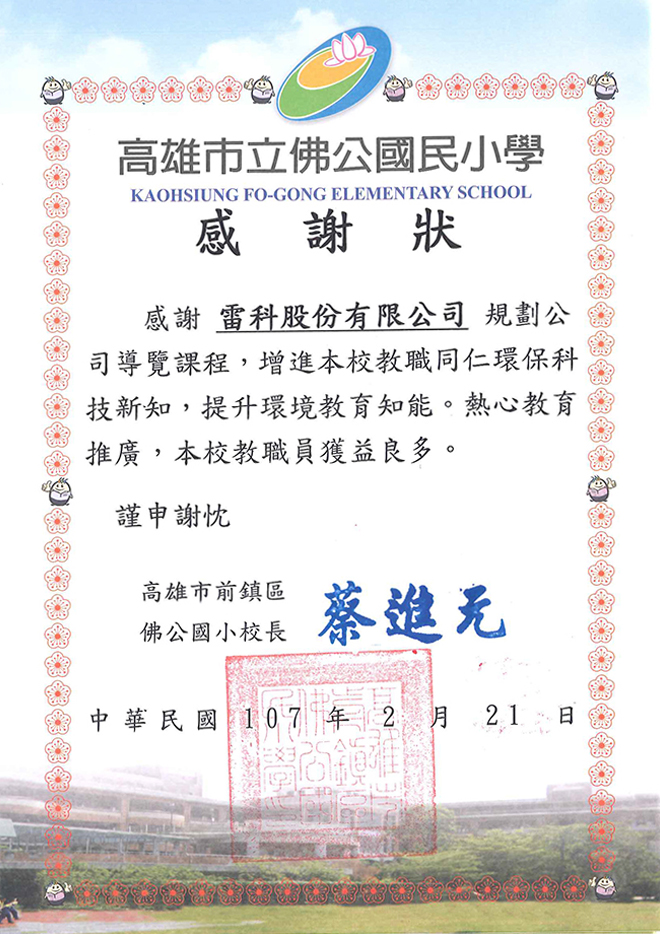 高雄市立佛公國民小學
KAOHSIUNG FO-GONG ELEMENTARY SCHOOL
感謝狀
感謝 雷科股份有限公司 規劃公
司導覽課程，增進本校教職同仁環保科
技新知，提升環境教育知能。熱心教育
推廣，本校教職員獲益良多。
謹申謝忱
高雄市前鎮區
佛公國小校長 蔡進元
中華民國 107 年 2 月 21 日